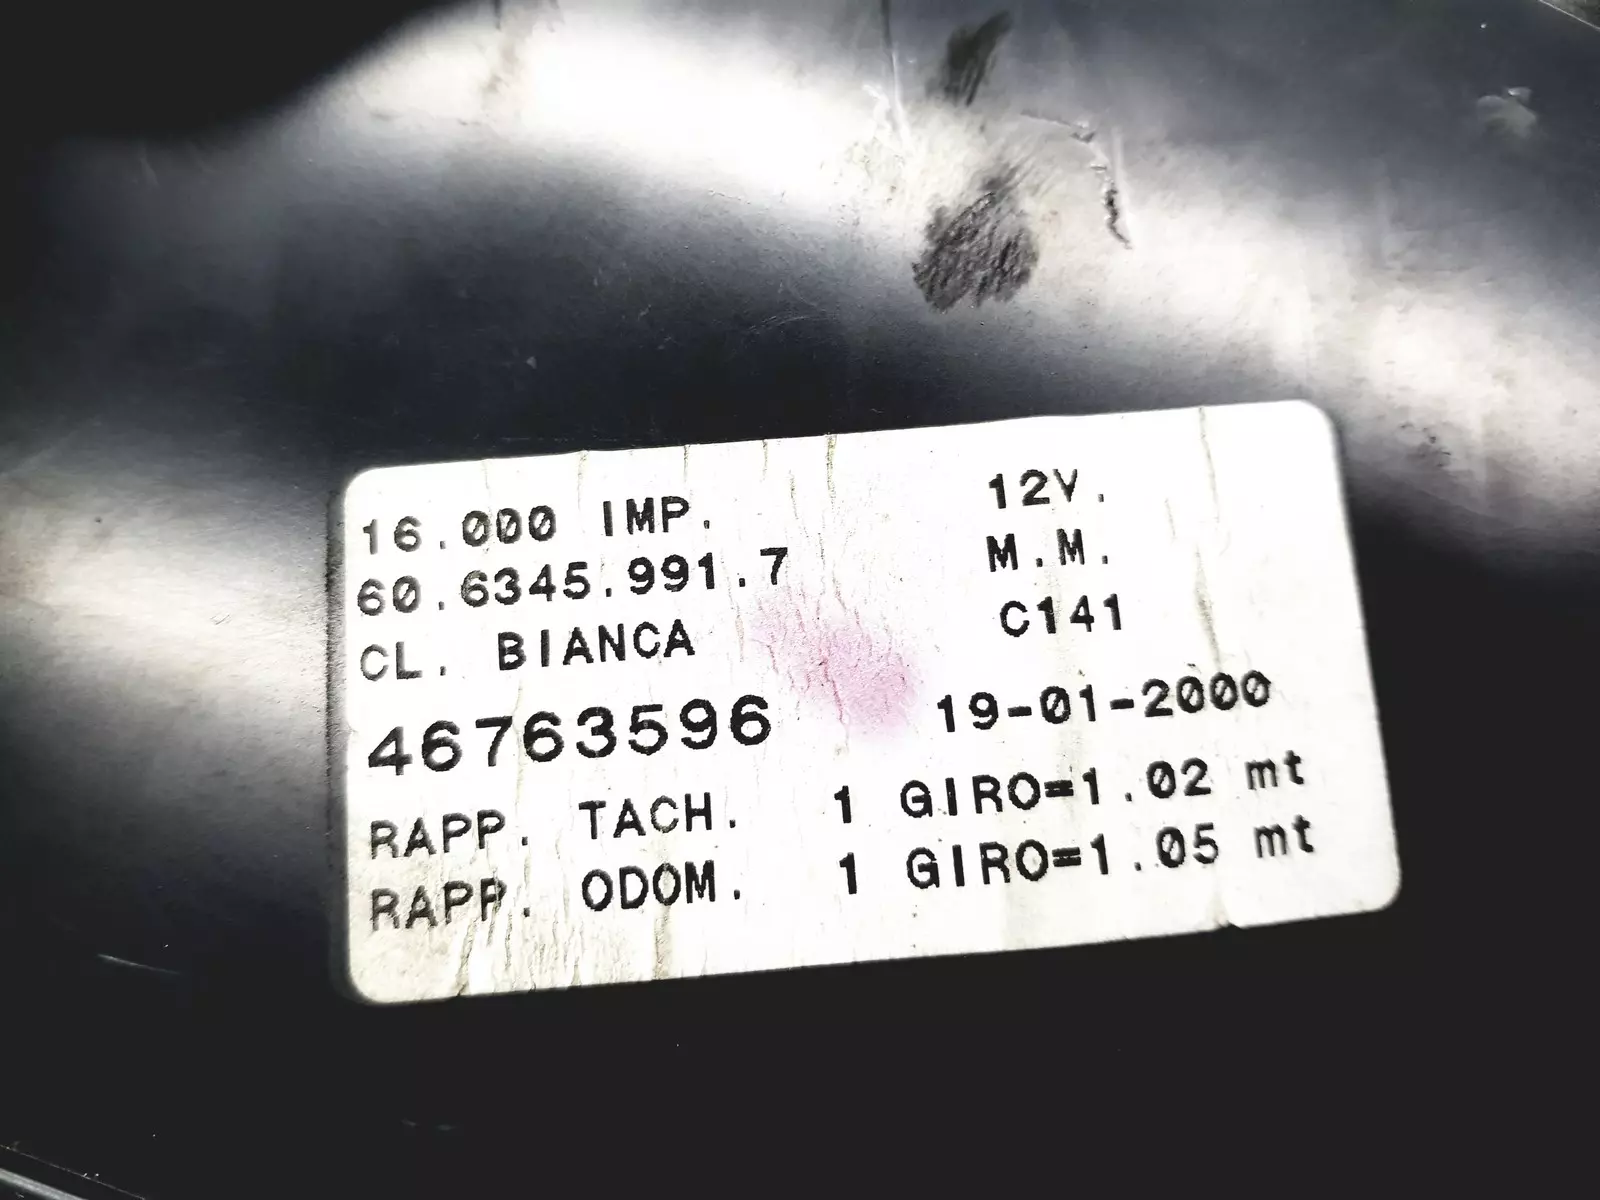 16.000 IMP. 12V.
60.6345.991.7 M.M.
CL. BIANCA C141
46763596 19-01-2000
RAPP. TACH. 1 GIRO=1.02 mt
RAPP. ODOM. 1 GIRO=1.05 mt